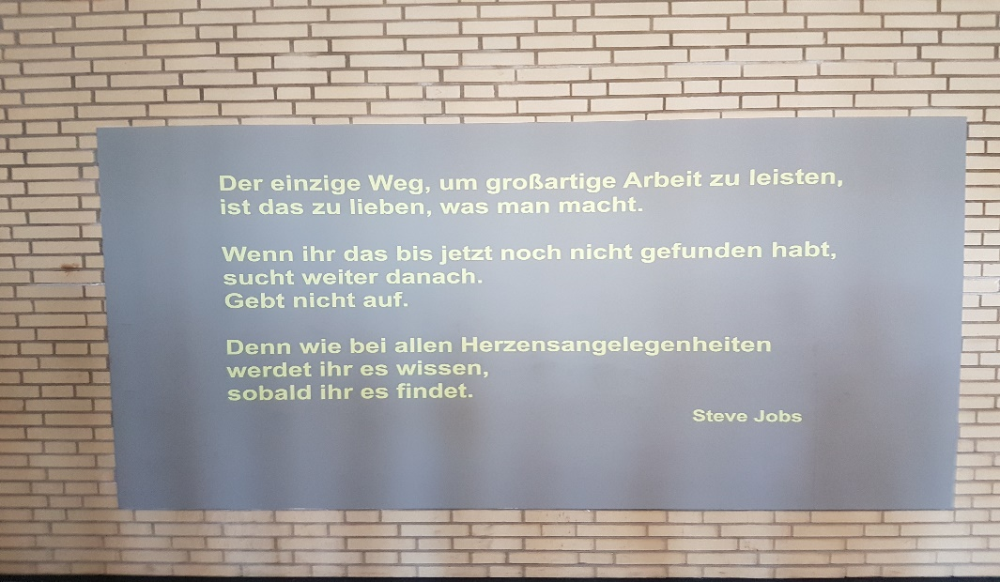 Der einzige Weg, um großartige Arbeit zu leisten,
ist das zu lieben, was man macht.
Wenn ihr das bis jetzt noch nicht gefunden habt,
sucht weiter danach.
Gebt nicht auf.
Denn wie bei allen Herzensangelegenheiten
werdet ihr es wissen,
sobald ihr es findet.
Steve Jobs